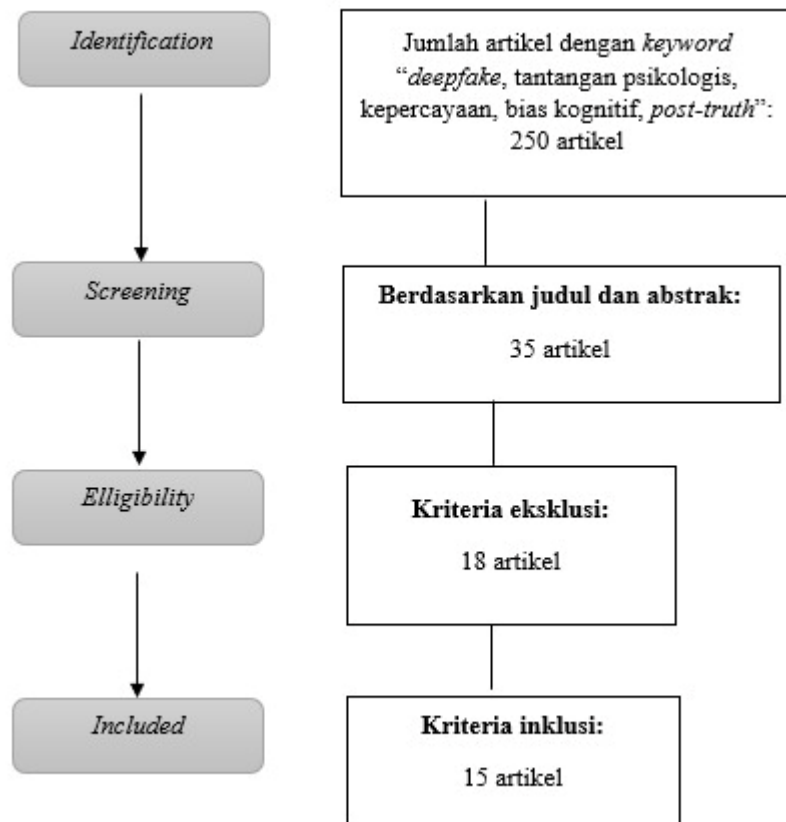 Identification
Jumlah artikel dengan keyword
“deepfake, tantangan psikologis,
kepercayaan, bias kognitif, post-truth”:
250 artikel
Screening
Berdasarkan judul dan abstrak:
35 artikel
Elligibility
Kriteria eksklusi:
18 artikel
Included
Kriteria inklusi:
15 artikel